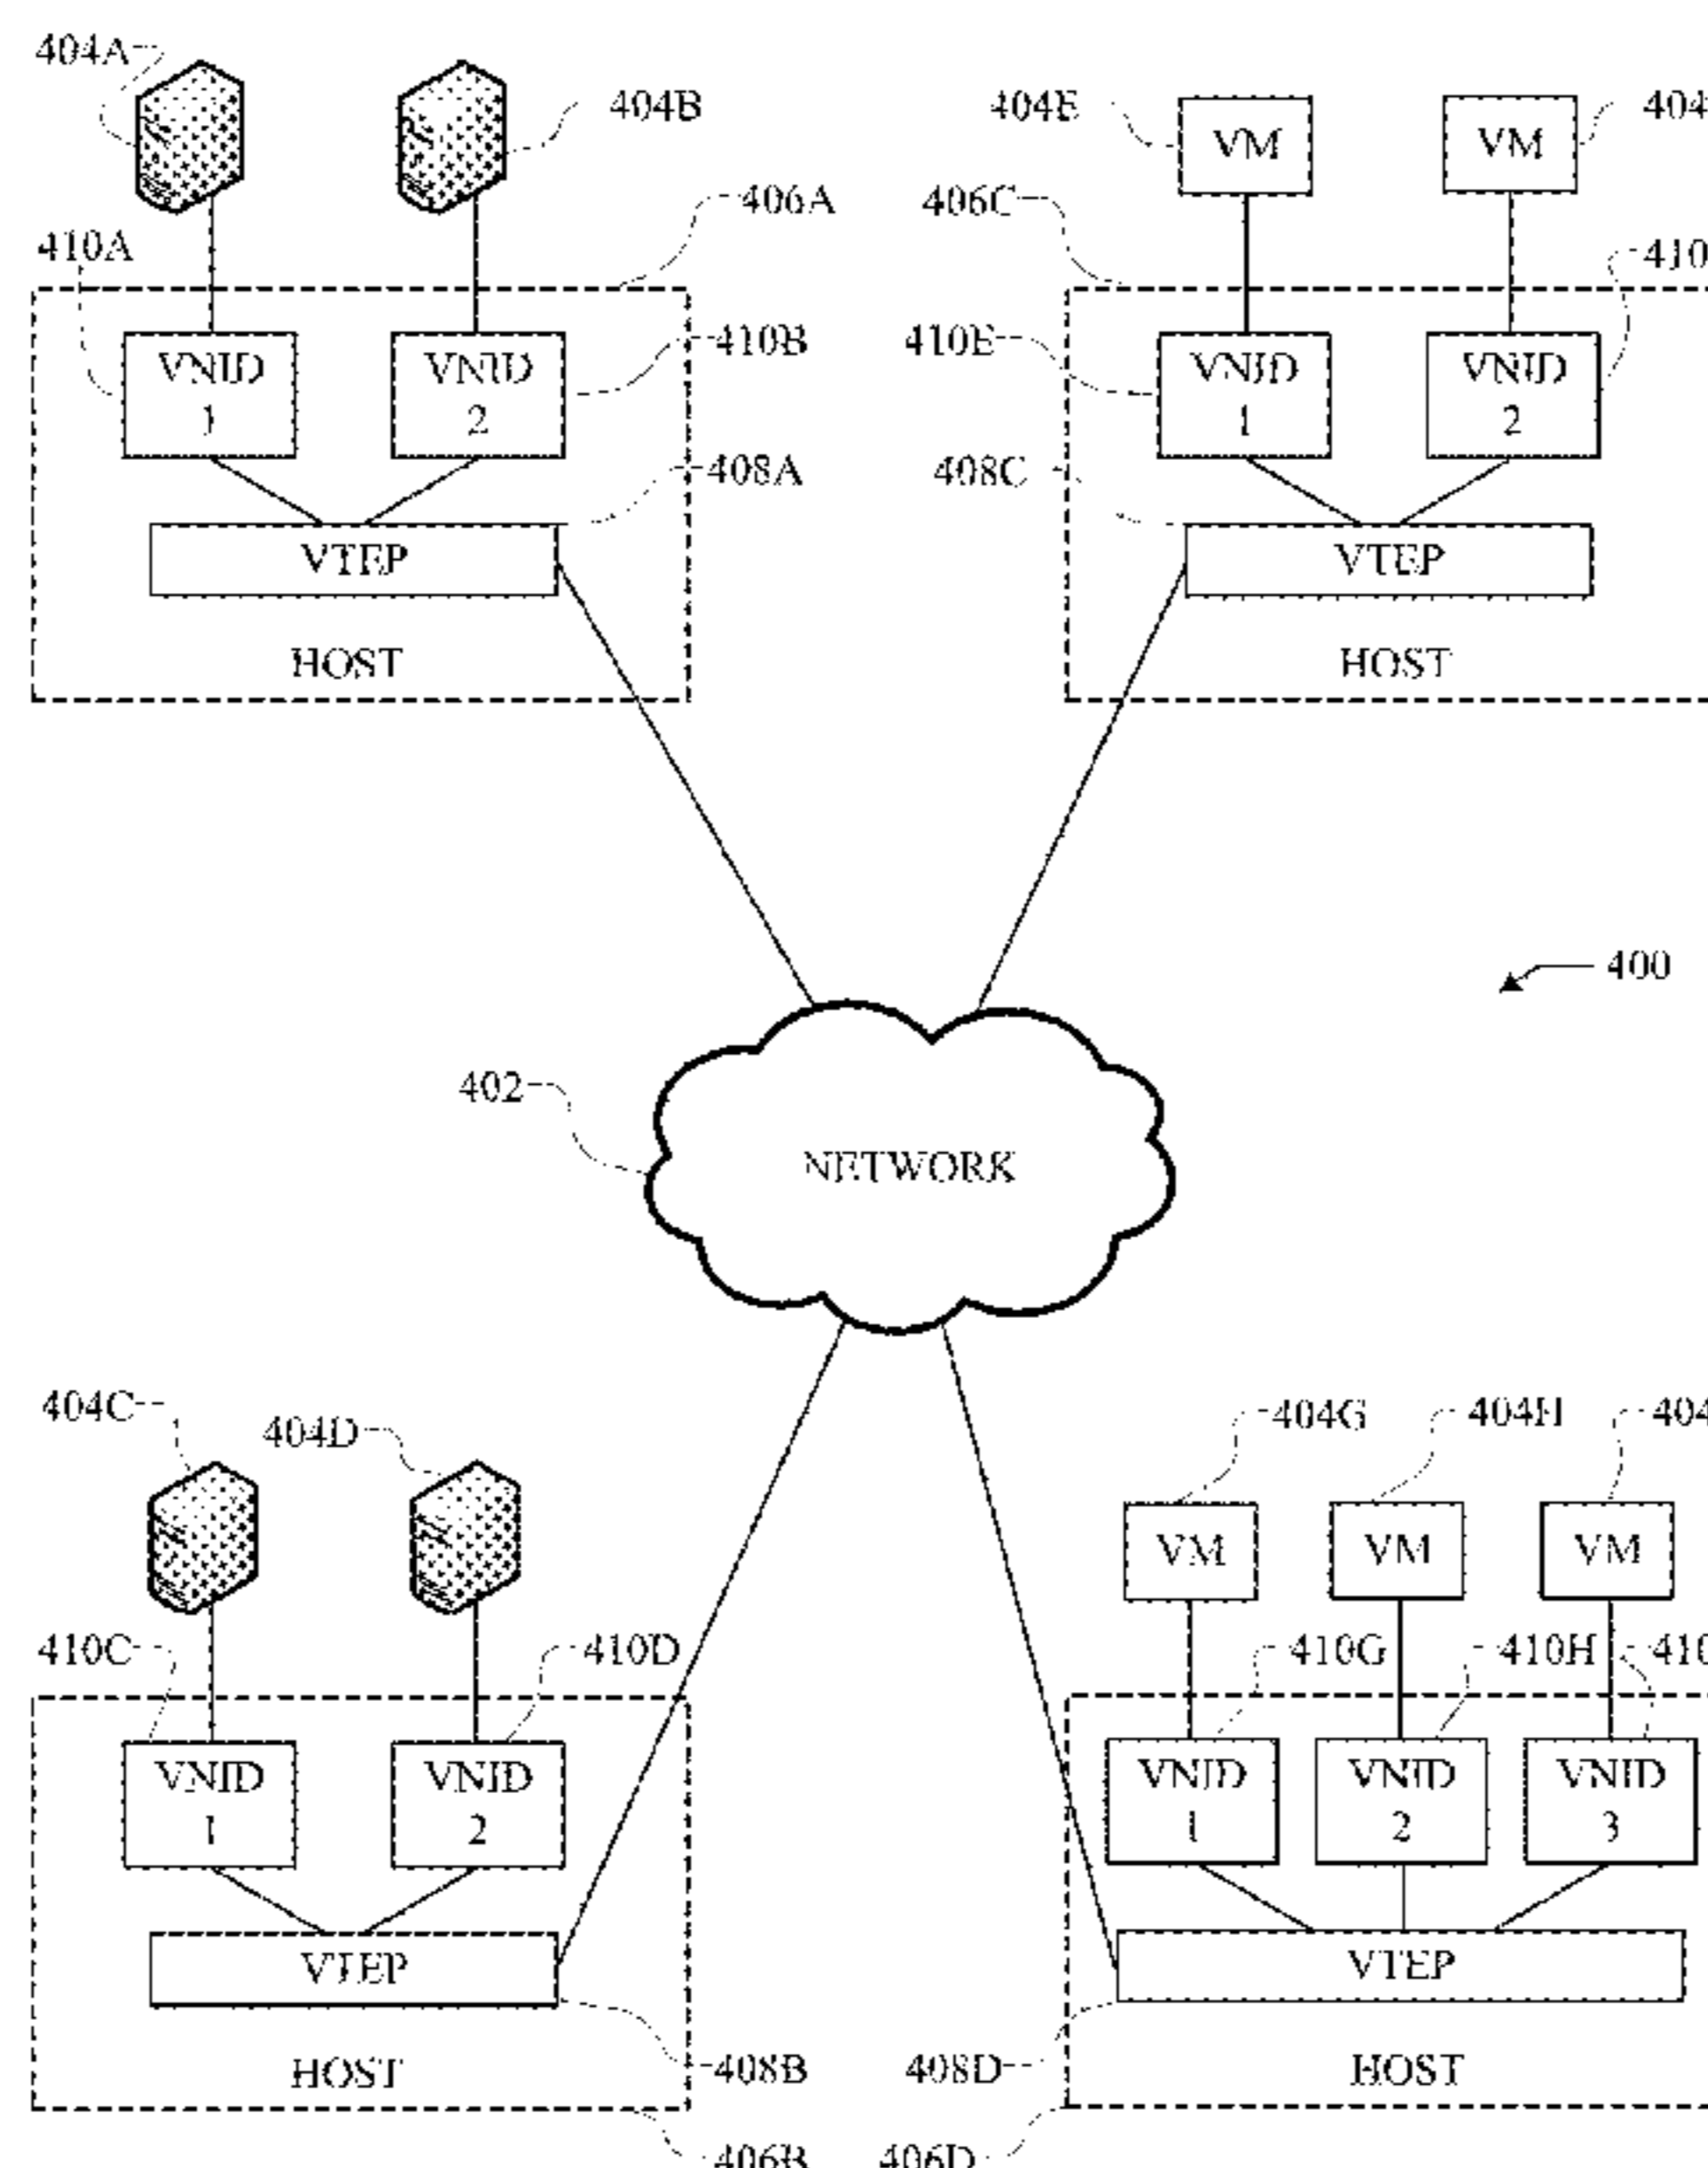 404A
404B
404E
VM
VM
404
406A
406C
410A
410
VNID
1
VNID
2
410B
410E
VNID
1
VNID
2
408A
408C
VTEP
VTEP
HOST
HOST
400
402
NETWORK
404C
404D
404G
404H
404
VM
VM
VM
410C
410D
410G
410H
410
VNID
1
VNID
2
VNID
1
VNID
2
VNID
3
VTEP
VTEP
HOST
408B
408D
HOST
406B
406D